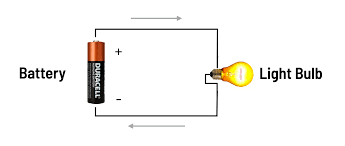 +
Battery
DURACELL
Light Bulb
-